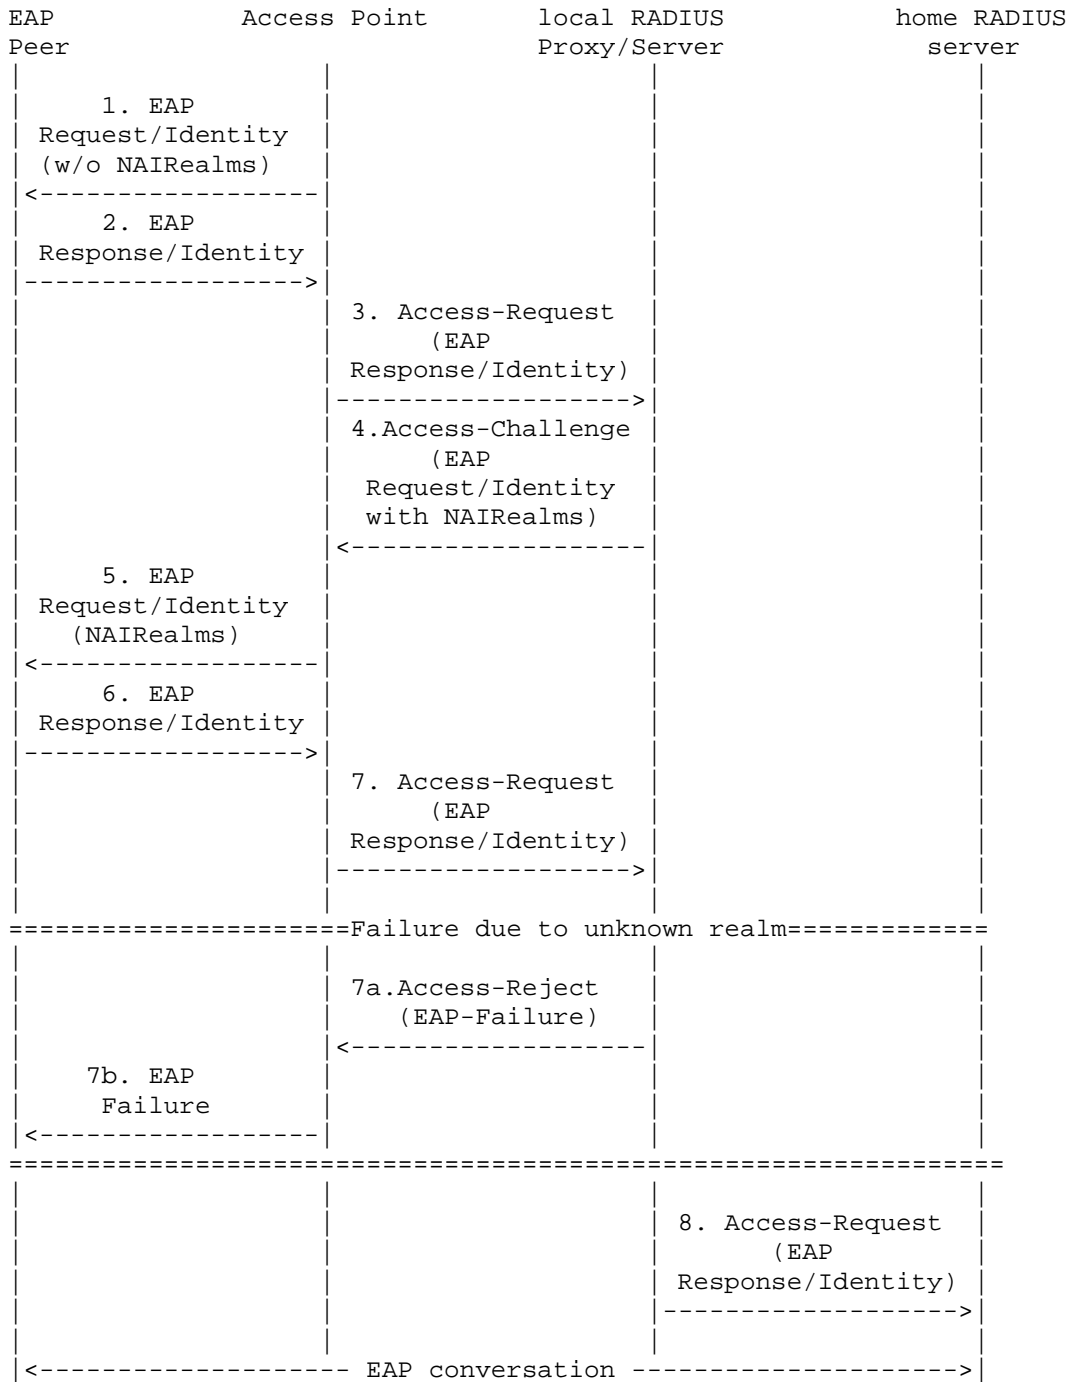 EAP Access Point local RADIUS home RADIUS
Peer Proxy/Server server
1. EAP
Request/Identity
(w/o NAIRealms)
2. EAP
Response/Identity
3. Access-Request
(EAP
Response/Identity)
4.Access-Challenge
(EAP
Request/Identity
with NAIRealms)
5. EAP
Request/Identity
(NAIRealms)
6. EAP
Response/Identity
7. Access-Request
(EAP
Response/Identity)
Failure due to unknown realm
7a.Access-Reject
(EAP-Failure)
7b. EAP
Failure
8. Access-Request
(EAP
Response/Identity)
EAP conversation